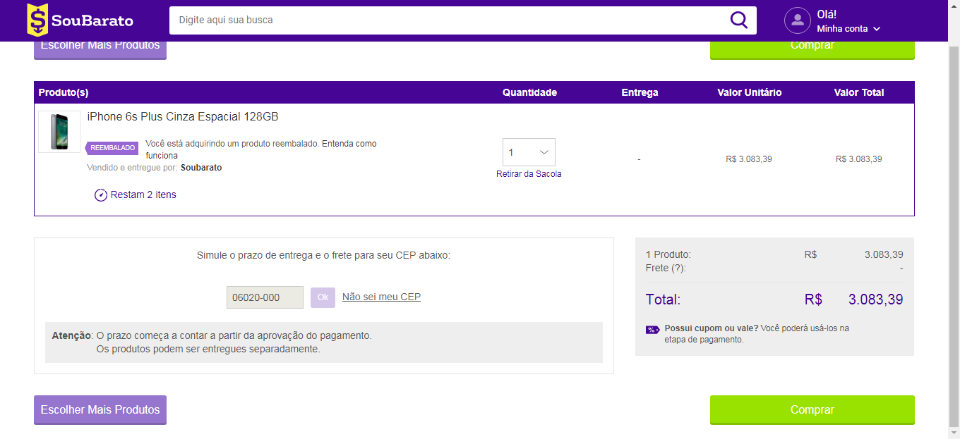 SouBarato
Digite aqui sua busca
Olá!
Minha conta
Escolher Mais Produtos
Comprar
Produto(s) Quantidade Entrega Valor Unitário Valor Total
iPhone 6s Plus Cinza Espacial 128GB
REEMBALADO Você está adquirindo um produto reembalado. Entenda como
funciona
Vendido e entregue por: Soubarato
Restam 2 itens
1
Retirar da Sacola
-
R$ 3.083,39
R$ 3.083,39
Simule o prazo de entrega e o frete para seu CEP abaixo:
06020-000 Ok Não sei meu CEP
Atenção: O prazo começa a contar a partir da aprovação do pagamento.
Os produtos podem ser entregues separadamente.
1 Produto: R$ 3.083,39
Frete (?): -
Total: R$ 3.083,39
% Possui cupom ou vale? Você poderá usá-los na
etapa de pagamento.
Escolher Mais Produtos
Comprar